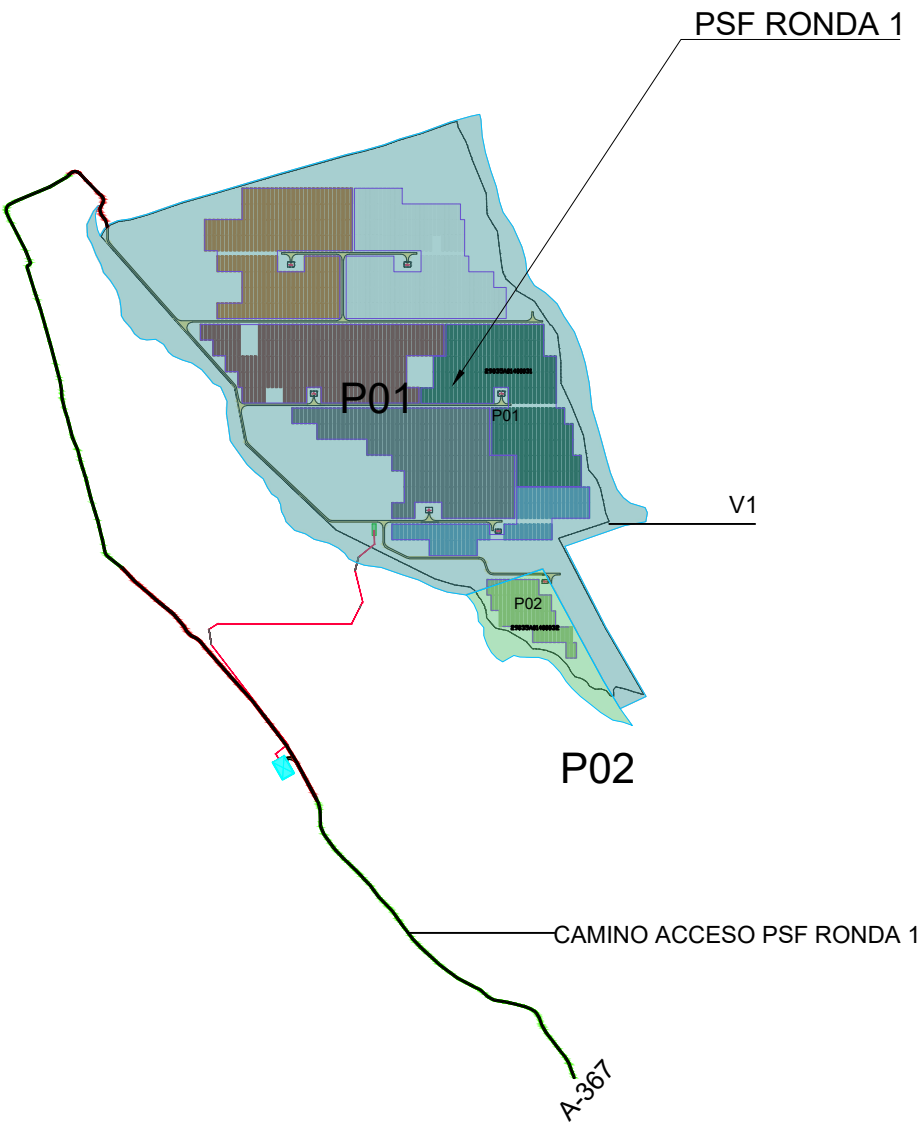 PSF RONDA 1
P01
P01
V1
P02
P02
CAMINO ACCESO PSF RONDA 1
A-367